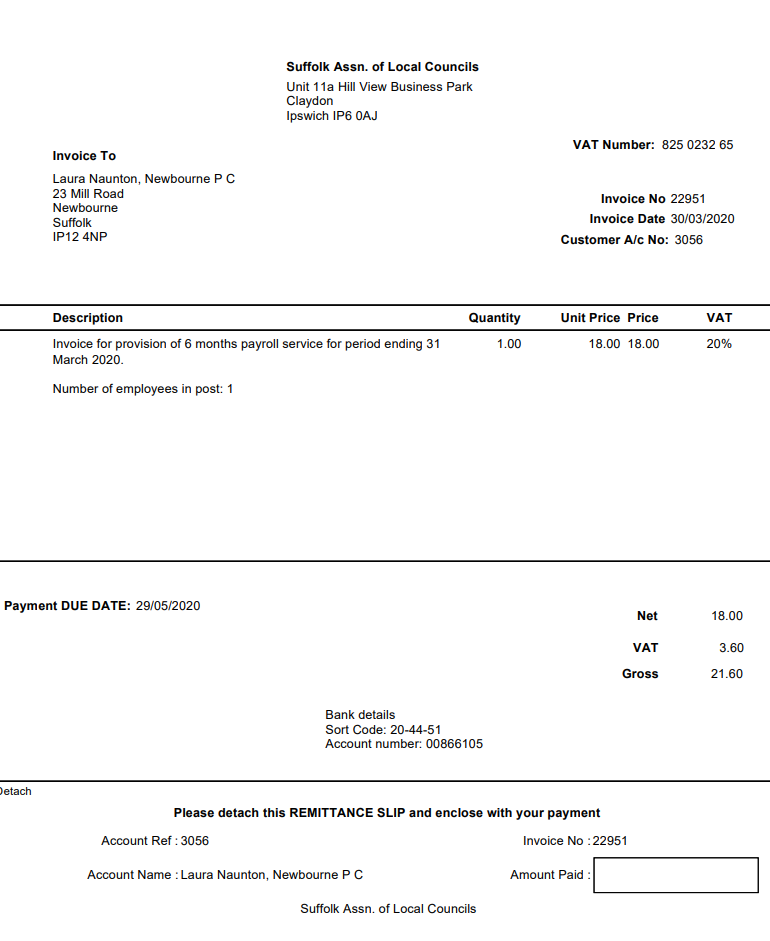 Suffolk Assn. of Local Councils
Unit 11a Hill View Business Park
Claydon
Ipswich IP6 0AJ
VAT Number: 825 0232 65
Invoice To
Laura Naunton, Newbourne P C
23 Mill Road
Newbourne
Suffolk
IP12 4NP
Invoice No 22951
Invoice Date 30/03/2020
Customer A/c No: 3056
Description Quantity Unit Price Price VAT
Invoice for provision of 6 months payroll service for period ending 31 1.00 18.00 18.00 20%
March 2020.
Number of employees in post: 1
Payment DUE DATE: 29/05/2020
Net 18.00
VAT 3.60
Gross 21.60
Bank details
Sort Code: 20-44-51
Account number: 00866105
Detach
Please detach this REMITTANCE SLIP and enclose with your payment
Account Ref : 3056 Invoice No : 22951
Account Name : Laura Naunton, Newbourne P C Amount Paid :
Suffolk Assn. of Local Councils